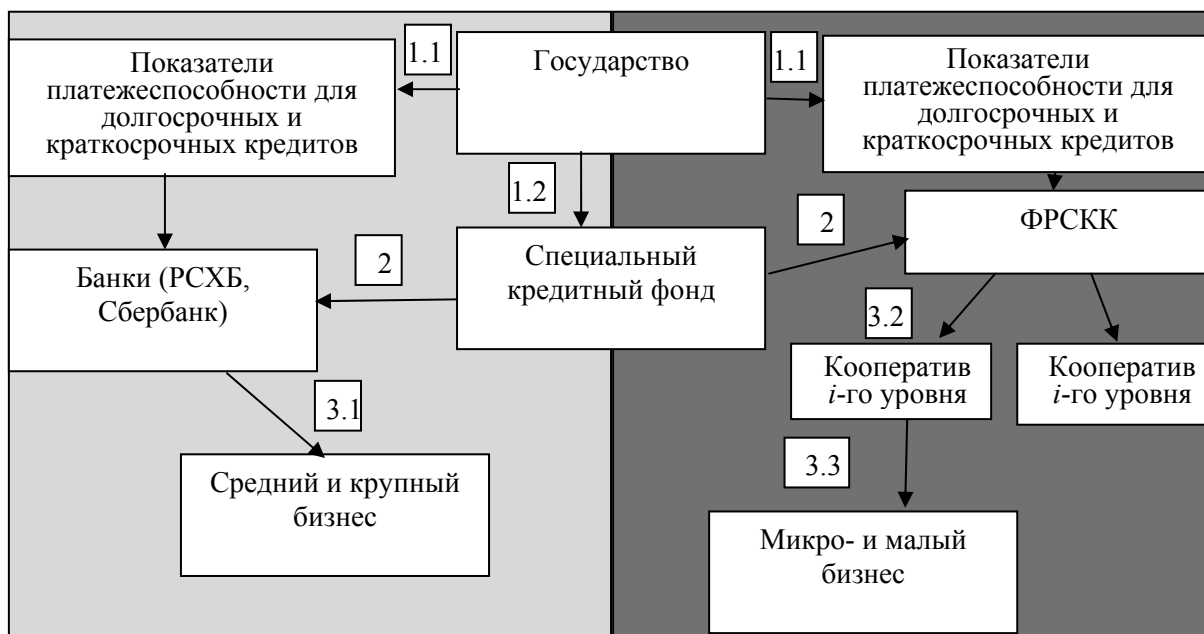 1.1
Государство
1.1
Показатели
платежеспособности для
долгосрочных и
краткосрочных кредитов
Показатели
платежеспособности для
долгосрочных и
краткосрочных кредитов
1.2
2
ФРСКК
Банки (РСХБ,
Сбербанк)
2
Специальный
кредитный фонд
3.2
Кооператив
i-го уровня
Кооператив
i-го уровня
3.1
3.3
Средний и крупный
бизнес
Микро- и малый
бизнес